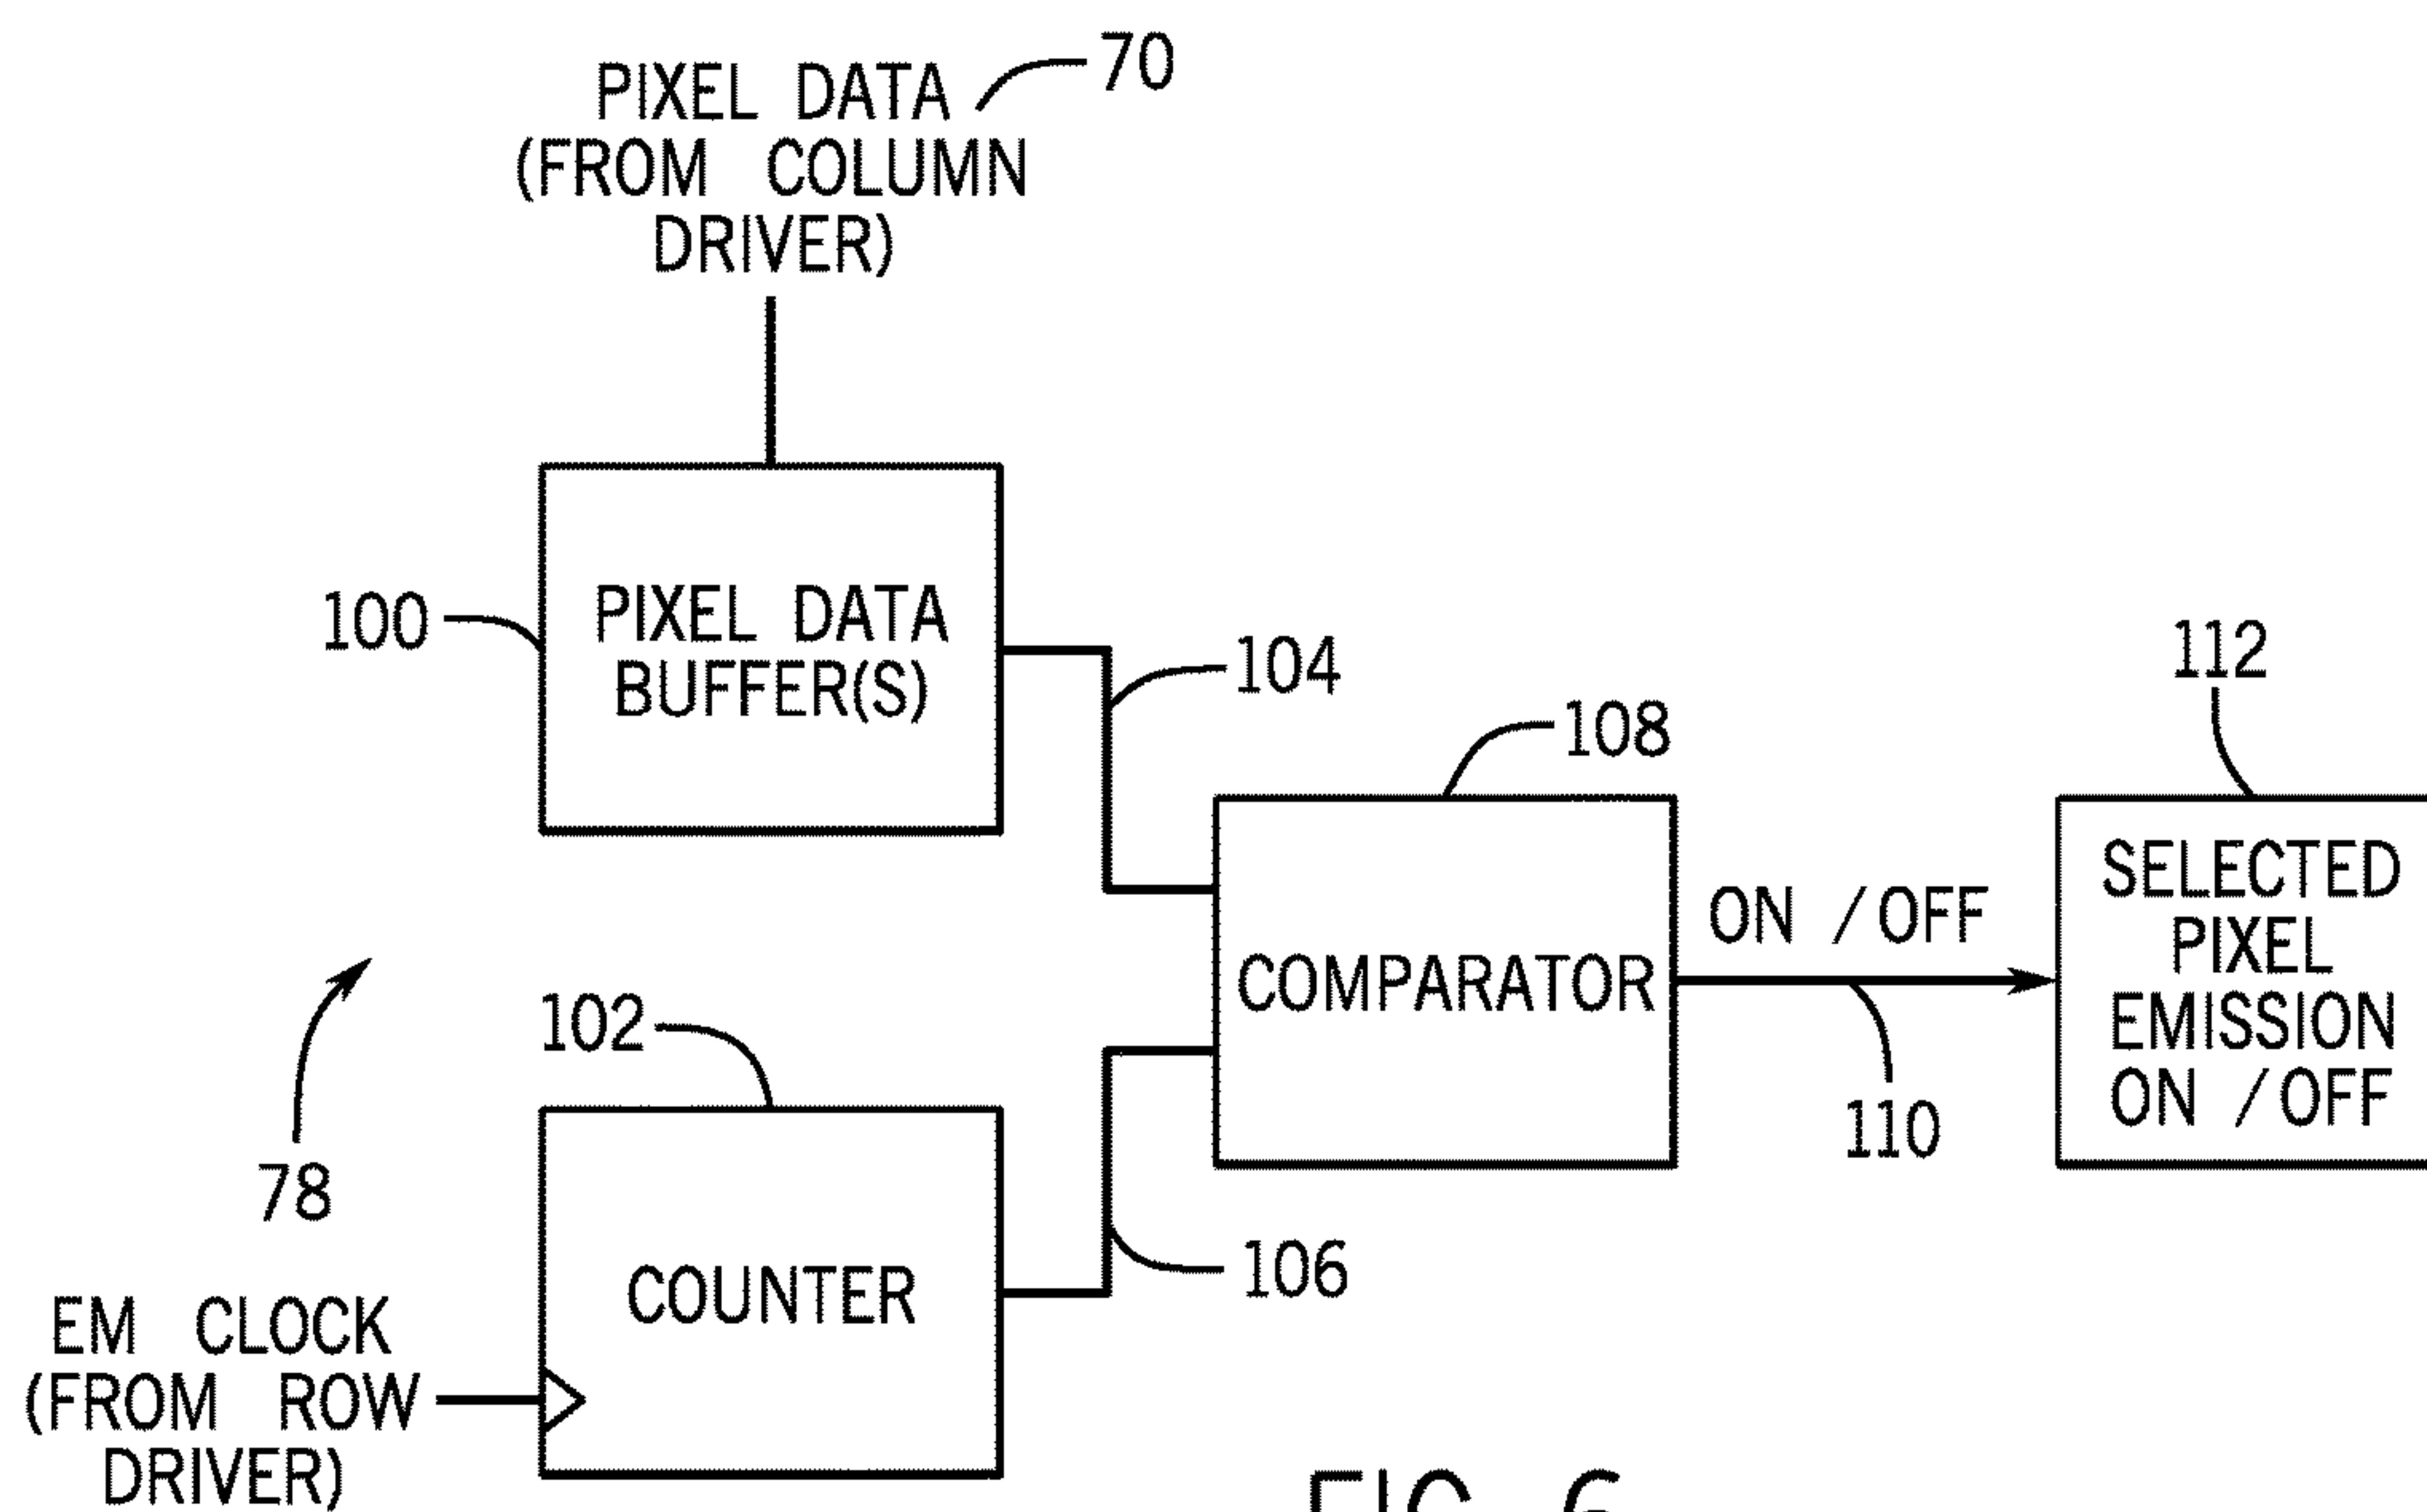 70
PIXEL DATA
(FROM COLUMN
DRIVER)
100
PIXEL DATA
BUFFER(S)
104
108
112
COMPARATOR
ON / OFF
110
SELECTED
PIXEL
EMISSION
ON / OFF
78
102
COUNTER
106
EM CLOCK
(FROM ROW
DRIVER)